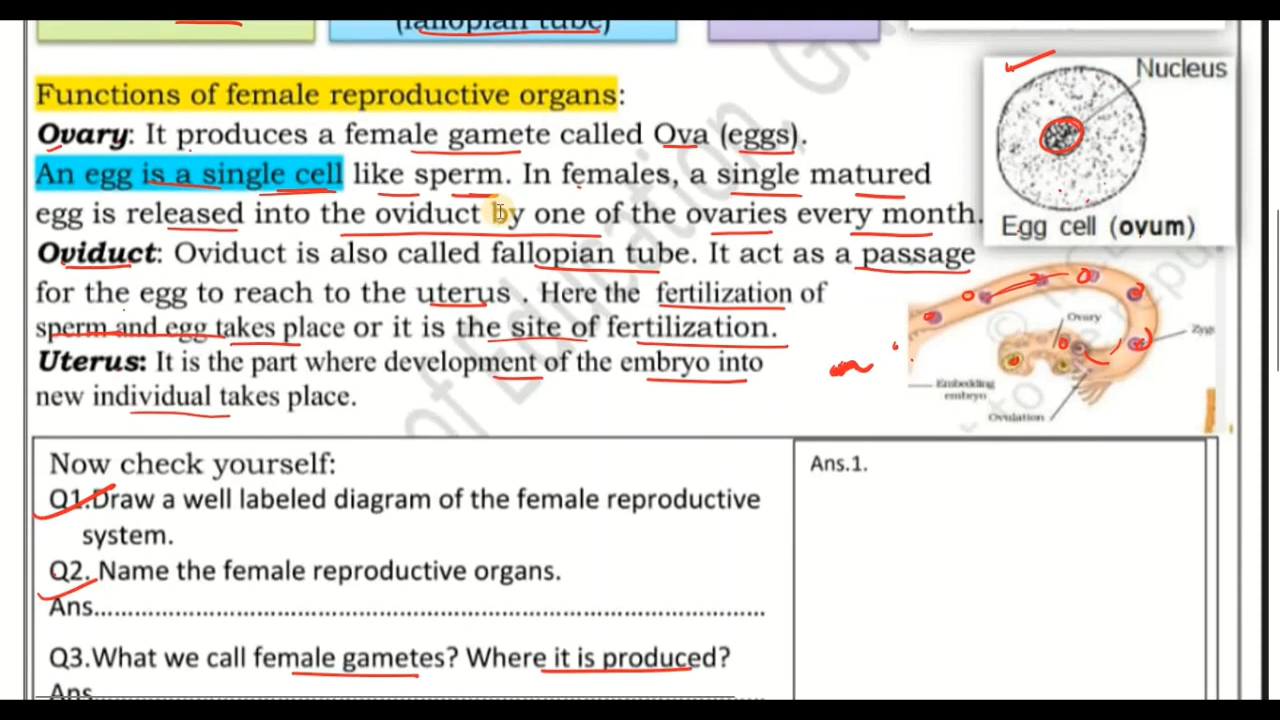 (fallopian tube)
Functions of female reproductive organs:
Ovary: It produces a female gamete called Ova (eggs).
An egg is a single cell like sperm. In females, a single matured
egg is released into the oviduct by one of the ovaries every month.
Oviduct: Oviduct is also called fallopian tube. It act as a passage
for the egg to reach to the uterus . Here the fertilization of
sperm and egg takes place or it is the site of fertilization.
Uterus: It is the part where development of the embryo into
new individual takes place.
Nucleus
Egg cell (ovum)
Ovary
Embedding
embryo
Ovulation
of Education,
Now check yourself:
Q1.Draw a well labeled diagram of the female reproductive
system.
Q2. Name the female reproductive organs.
Ans.............................................................................................
Q3.What we call female gametes? Where it is produced?
Ans
Ans.1.